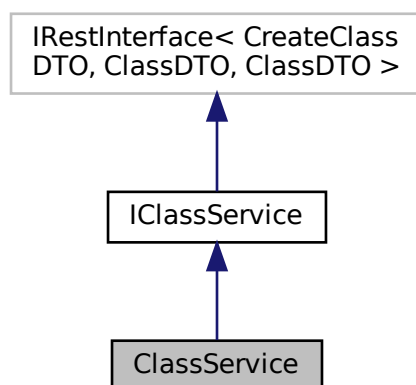 IRestInterface< CreateClass
DTO, ClassDTO, ClassDTO >
IClassService
ClassService